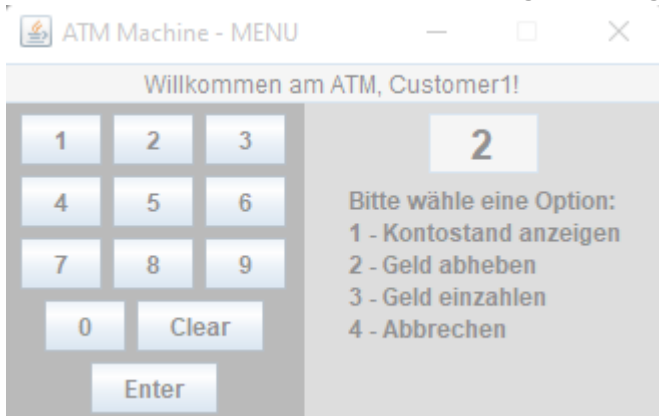 ATM Machine - MENU
Willkommen am ATM, Customer1!
1 2 3
4 5 6
7 8 9
0 Clear
Enter
2
Bitte wähle eine Option:
1 - Kontostand anzeigen
2 - Geld abheben
3 - Geld einzahlen
4 - Abbrechen